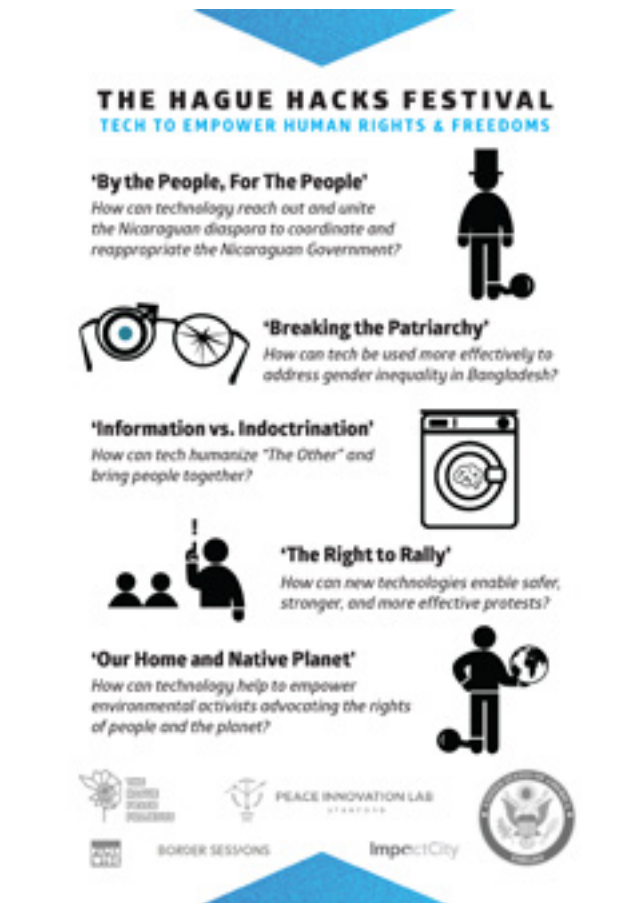 THE HAGUE HACKS FESTIVAL
TECH TO EMPOWER HUMAN RIGHTS & FREEDOMS
‘By the People, For The People’
How can technology reach out and unite
the Nicaraguan diaspora to coordinate and
reappropriate the Nicaraguan Government?
‘Breaking the Patriarchy’
How can tech be used more effectively to
address gender inequality in Bangladesh?
‘Information vs. Indoctrination’
How can tech humanize "The Other" and
bring people together?
!
‘The Right to Rally’
How can new technologies enable safer,
stronger, and more effective protests?
‘Our Home and Native Planet’
How can technology help to empower
environmental activists advocating the rights
of people and the planet?
THE
HAGUE
PEACE
PROJECTS
PEACE INNOVATION LAB
STANFORD
BORDER SESSIONS
ImpactCity